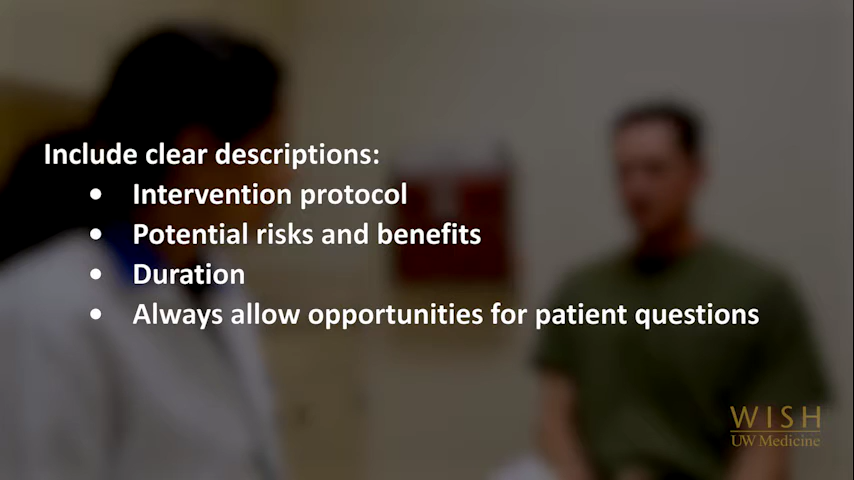 Include clear descriptions:
• Intervention protocol
• Potential risks and benefits
• Duration
• Always allow opportunities for patient questions
WISH
UW Medicine